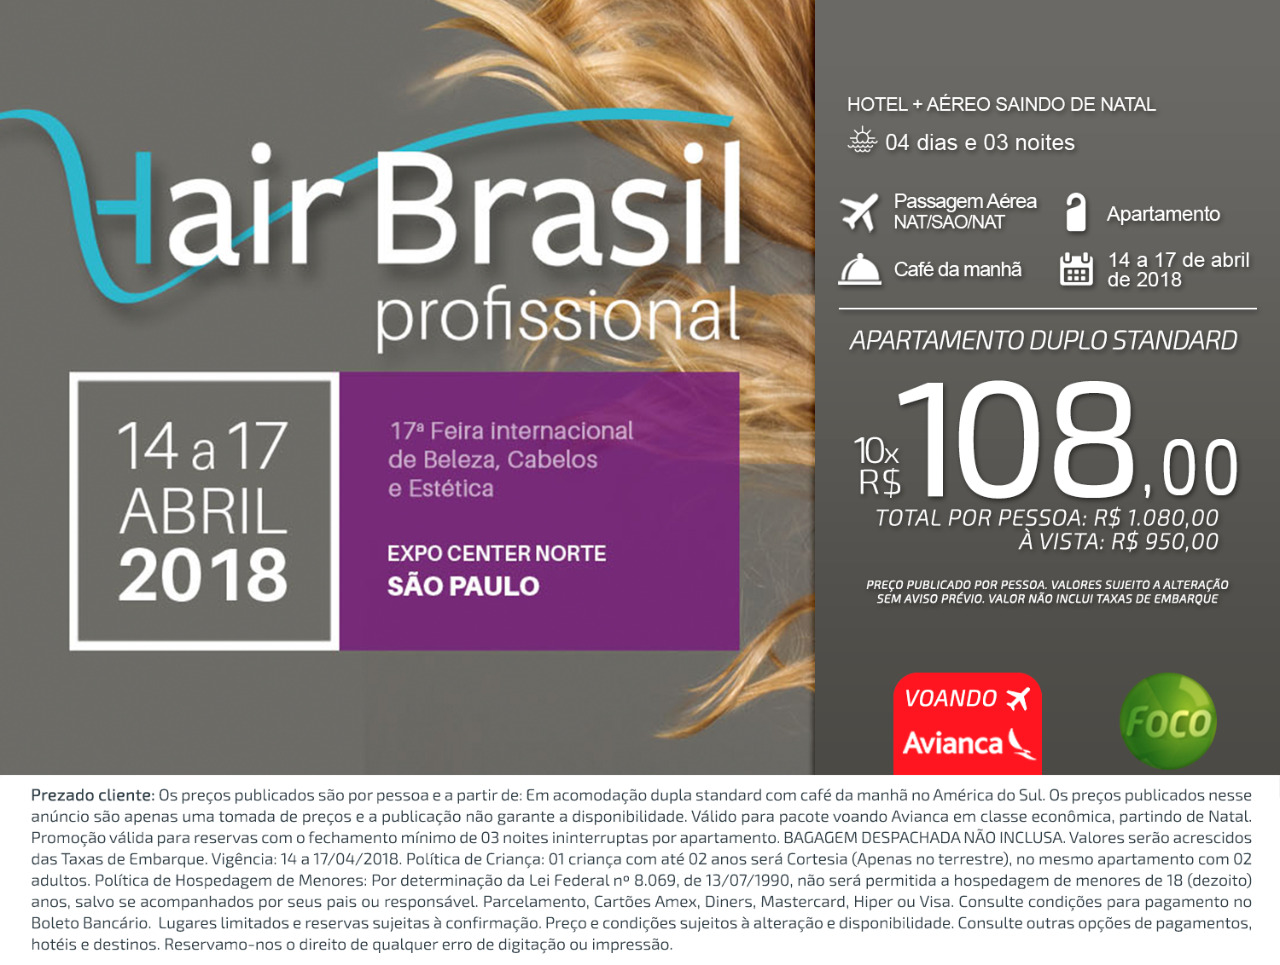 Hair Brasil
profissional
14 a 17
ABRIL
2018
17ª Feira internacional
de Beleza, Cabelos
e Estética
EXPO CENTER NORTE
SÃO PAULO
HOTEL + AÉREO SAINDO DE NATAL
04 dias e 03 noites
Passagem Aérea
NAT/SAO/NAT
Apartamento
Café da manhã
14 a 17 de abril
de 2018
APARTAMENTO DUPLO STANDARD
10x
R$ 108,00
TOTAL POR PESSOA: R$ 1.080,00
À VISTA: R$ 950,00
PREÇO PUBLICADO POR PESSOA. VALORES SUJEITO A ALTERAÇÃO
SEM AVISO PRÉVIO. VALOR NÃO INCLUI TAXAS DE EMBARQUE
VOANDO
Avianca
FOCO
Prezado cliente: Os preços publicados são por pessoa e a partir de: Em acomodação dupla standard com café da manhã no América do Sul. Os preços publicados nesse
anúncio são apenas uma tomada de preços e a publicação não garante a disponibilidade. Válido para pacote voando Avianca em classe econômica, partindo de Natal.
Promoção válida para reservas com o fechamento mínimo de 03 noites ininterruptas por apartamento. BAGAGEM DESPACHADA NÃO INCLUSA. Valores serão acrescidos
das Taxas de Embarque. Vigência: 14 a 17/04/2018. Política de Criança: 01 criança com até 02 anos será Cortesia (Apenas no terrestre), no mesmo apartamento com 02
adultos. Política de Hospedagem de Menores: Por determinação da Lei Federal nº 8.069, de 13/07/1990, não será permitida a hospedagem de menores de 18 (dezoito)
anos, salvo se acompanhados por seus pais ou responsável. Parcelamento, Cartões Amex, Diners, Mastercard, Hiper ou Visa. Consulte condições para pagamento no
Boleto Bancário. Lugares limitados e reservas sujeitas à confirmação. Preço e condições sujeitos à alteração e disponibilidade. Consulte outras opções de pagamentos,
hotéis e destinos. Reservamo-nos o direito de qualquer erro de digitação ou impressão.